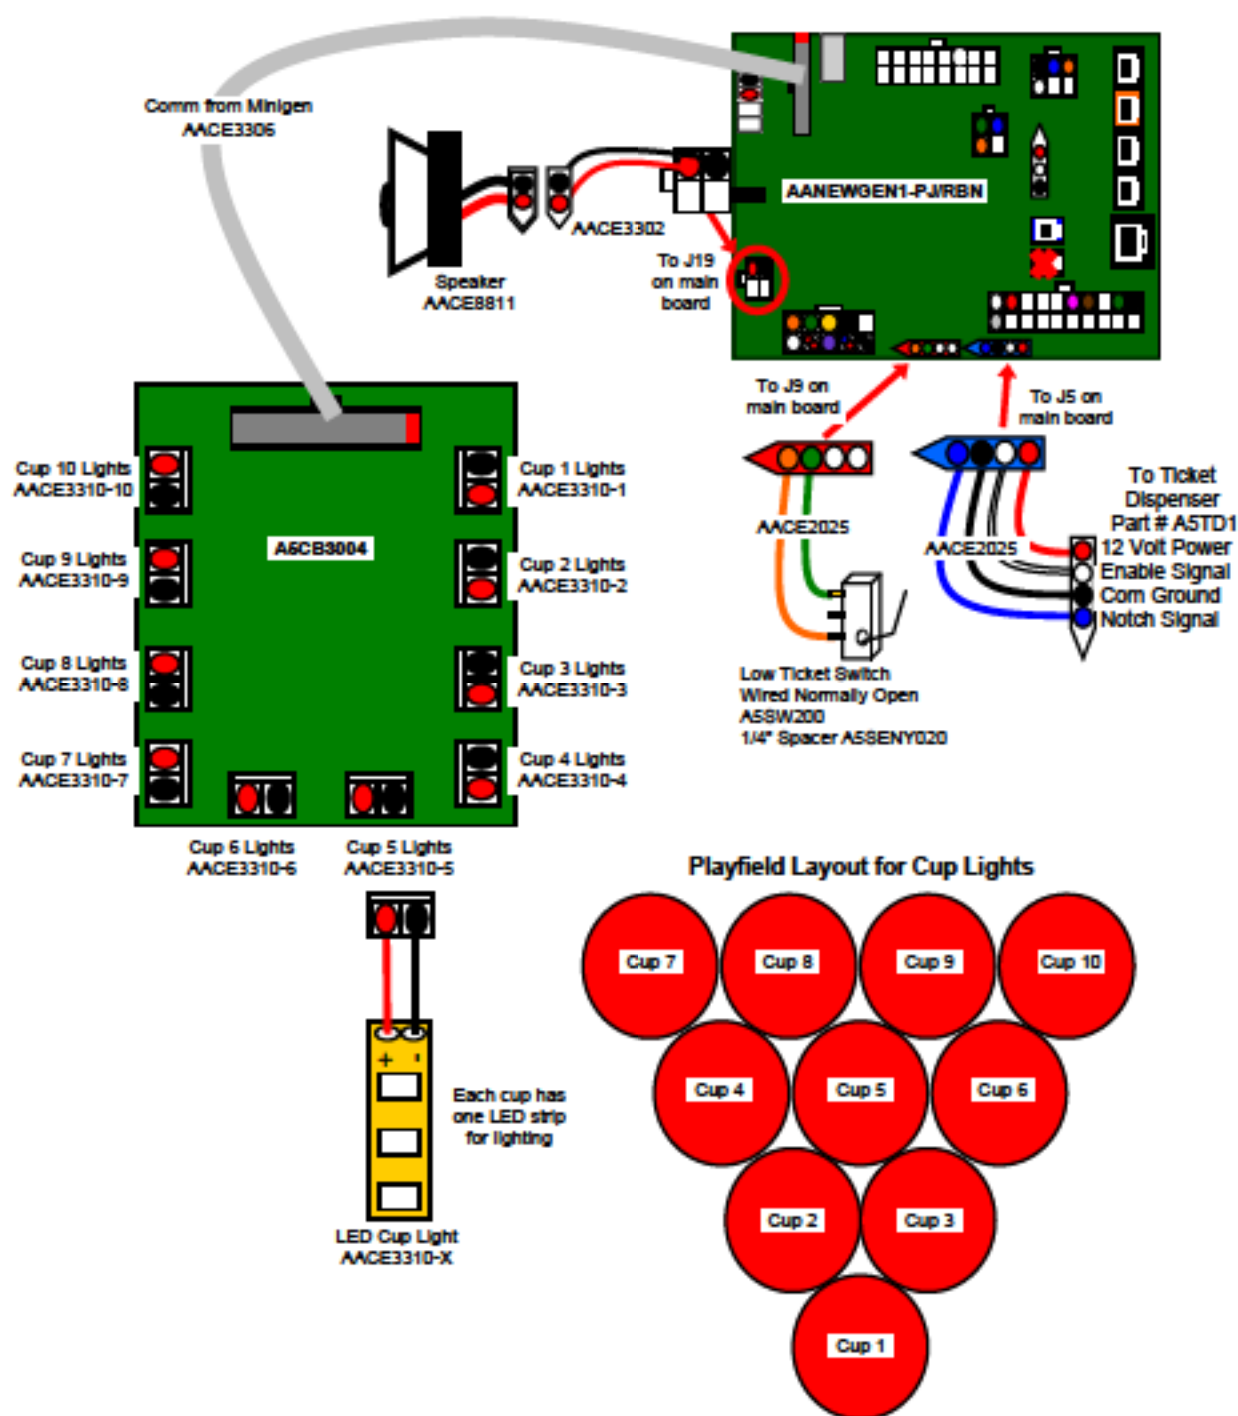 Comm from Minigen
AACE3306
AANEWGEN1-PJ/RBN
AACE3302
Speaker
AACE8811
To J19
on main
board
To J9 on
main board
To J5 on
main board
Cup 10 Lights
AACE3310-10
Cup 1 Lights
AACE3310-1
A5CB3004
Cup 9 Lights
AACE3310-9
Cup 2 Lights
AACE3310-2
Cup 8 Lights
AACE3310-8
Cup 3 Lights
AACE3310-3
Cup 7 Lights
AACE3310-7
Cup 4 Lights
AACE3310-4
Cup 6 Lights
AACE3310-6
Cup 5 Lights
AACE3310-5
AACE2025
AACE2025
To Ticket
Dispenser
Part # A5TD1
12 Volt Power
Enable Signal
Com Ground
Notch Signal
Low Ticket Switch
Wired Normally Open
A5SW200
1/4" Spacer A5SENY020
+
-
Each cup has
one LED strip
for lighting
LED Cup Light
AACE3310-X
Playfield Layout for Cup Lights
Cup 7
Cup 8
Cup 9
Cup 10
Cup 4
Cup 5
Cup 6
Cup 2
Cup 3
Cup 1